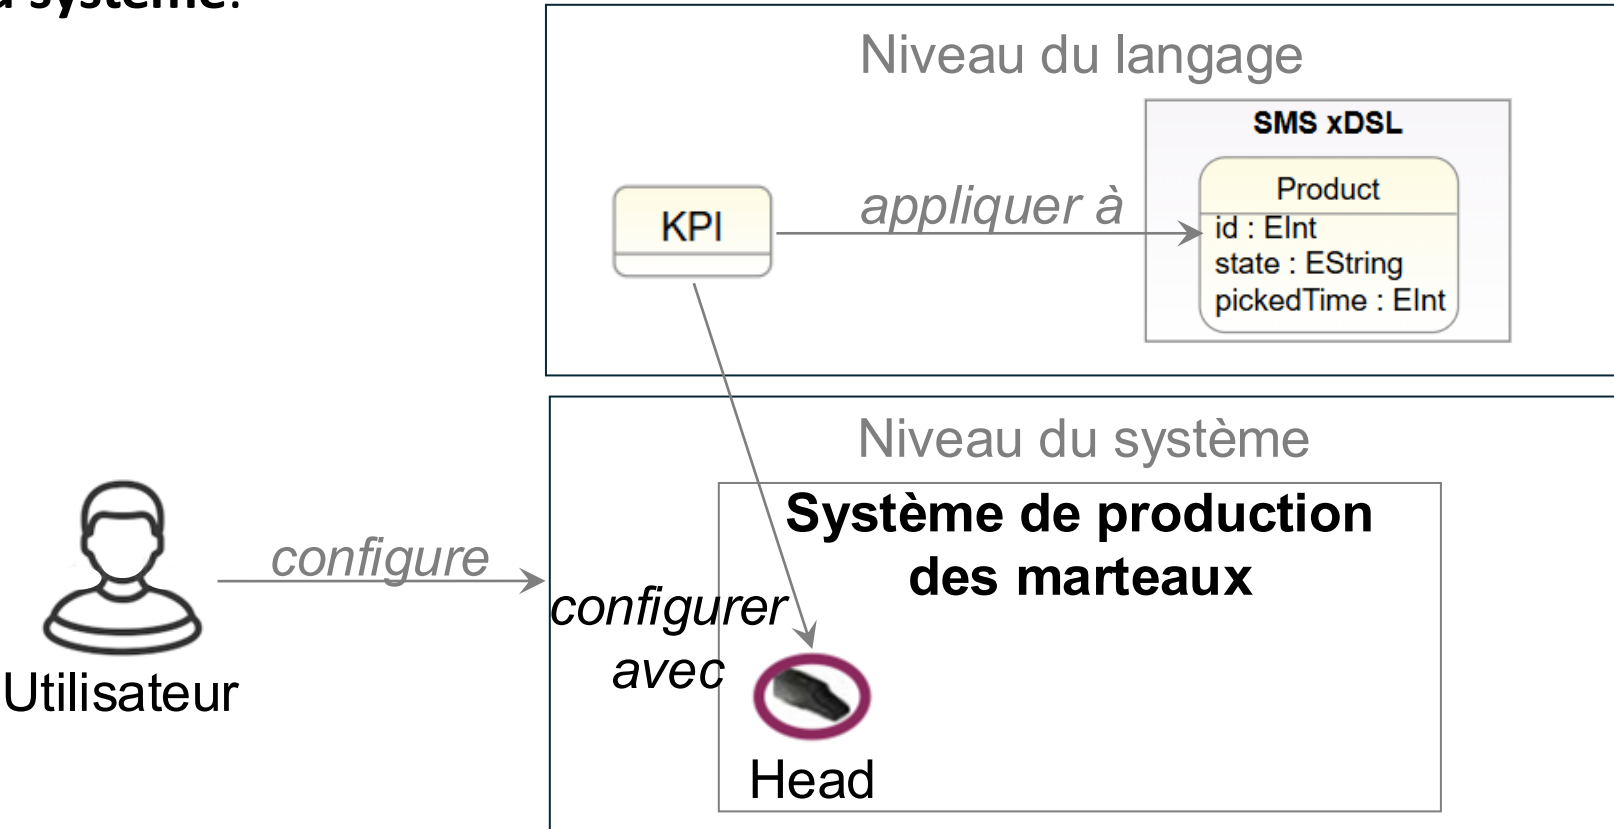 système.
Niveau du langage
SMS xDSL
Product
id : EInt
state : EString
pickedTime : EInt
KPI
appliquer à
Niveau du système
Système de production
des marteaux
configure
configurer
avec
Utilisateur
Head